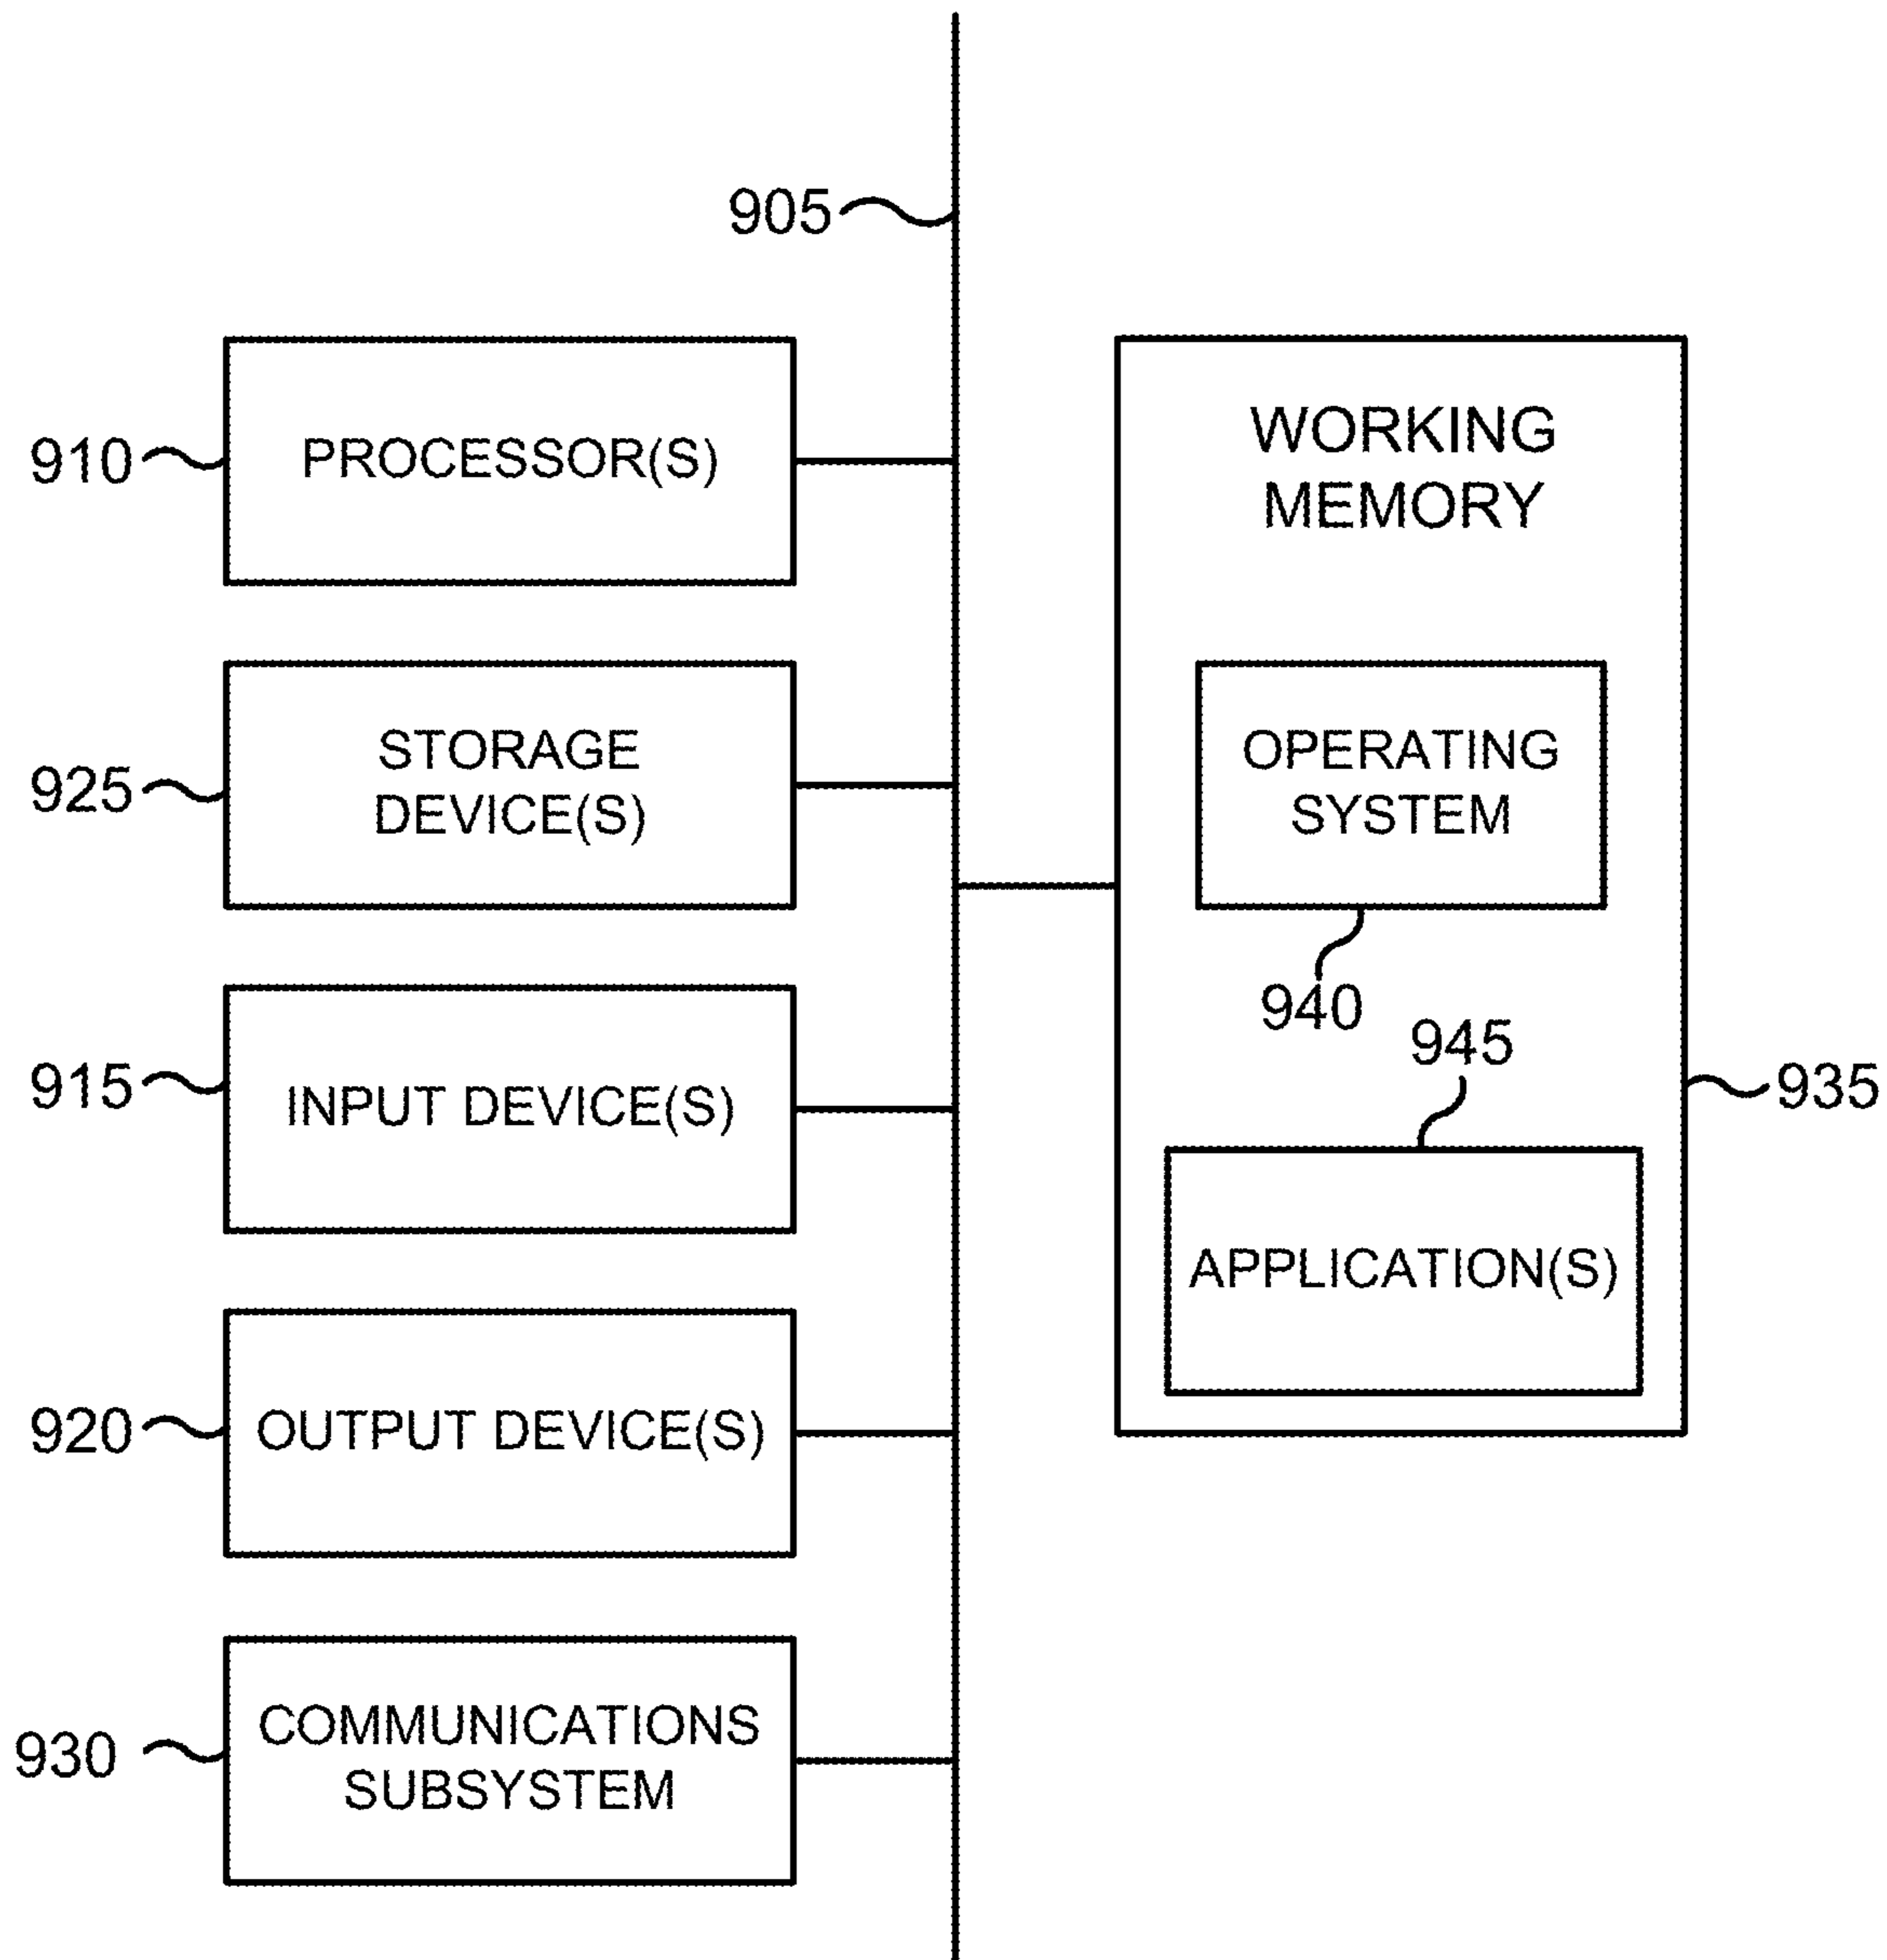 905
910
PROCESSOR(S)
925
STORAGE
DEVICE(S)
915
INPUT DEVICE(S)
920
OUTPUT DEVICE(S)
930
COMMUNICATIONS
SUBSYSTEM
WORKING
MEMORY
OPERATING
SYSTEM
940
945
935
APPLICATION(S)